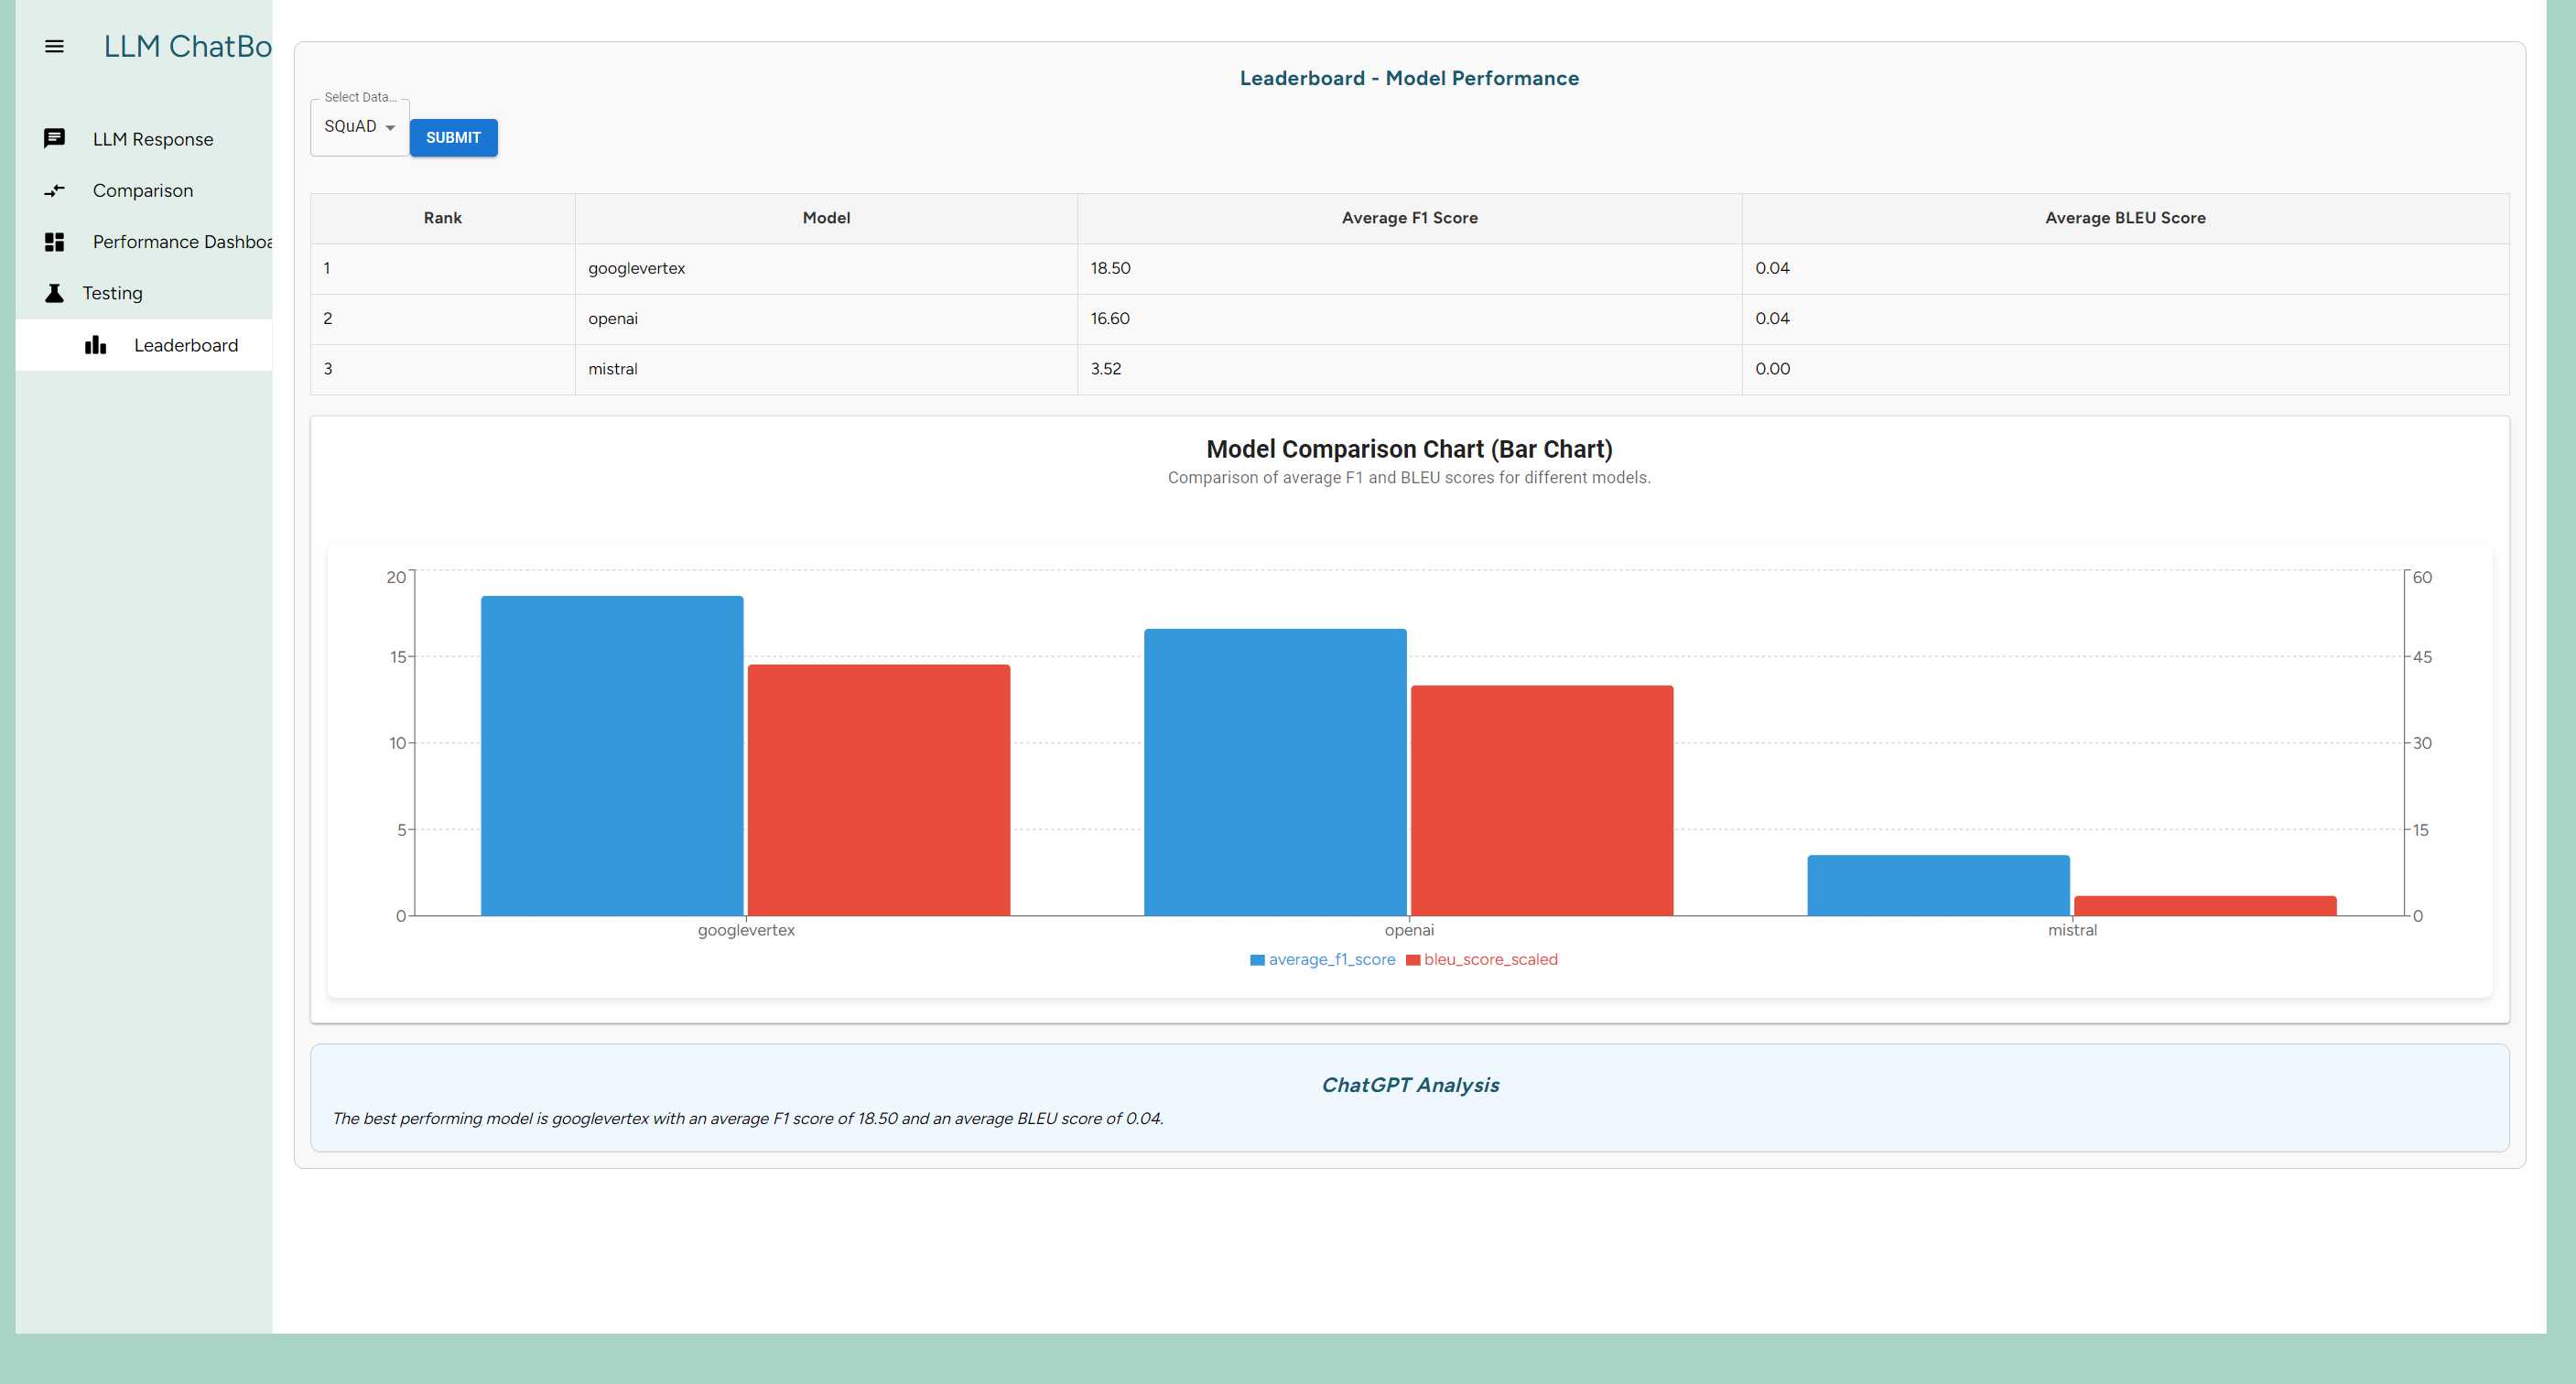 LLM ChatBo
LLM Response
Comparison
Performance Dashboa
Testing
Leaderboard
Leaderboard - Model Performance
Select Data...
SQuAD
SUBMIT
Rank Model Average F1 Score Average BLEU Score
1 googlevertex 18.50 0.04
2 openai 16.60 0.04
3 mistral 3.52 0.00
Model Comparison Chart (Bar Chart)
Comparison of average F1 and BLEU scores for different models.
20 60
15 45
10 30
5 15
0 0
googlevertex openai mistral
average_f1_score bleu_score_scaled
ChatGPT Analysis
The best performing model is googlevertex with an average F1 score of 18.50 and an average BLEU score of 0.04.